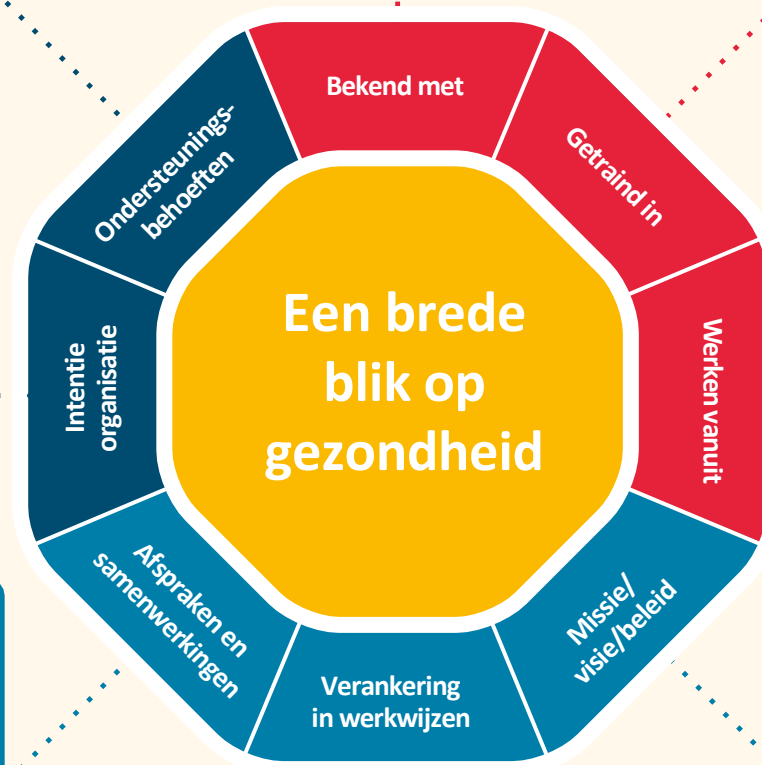 Bekend met
Getraind in
Werken vanuit
Missie/
visie/beleid
Verankering
in werkwijzen
Afspraken en
samenwerkingen
Intentie
organisatie
Ondersteunings-
behoeften
Een brede
blik op
gezondheid